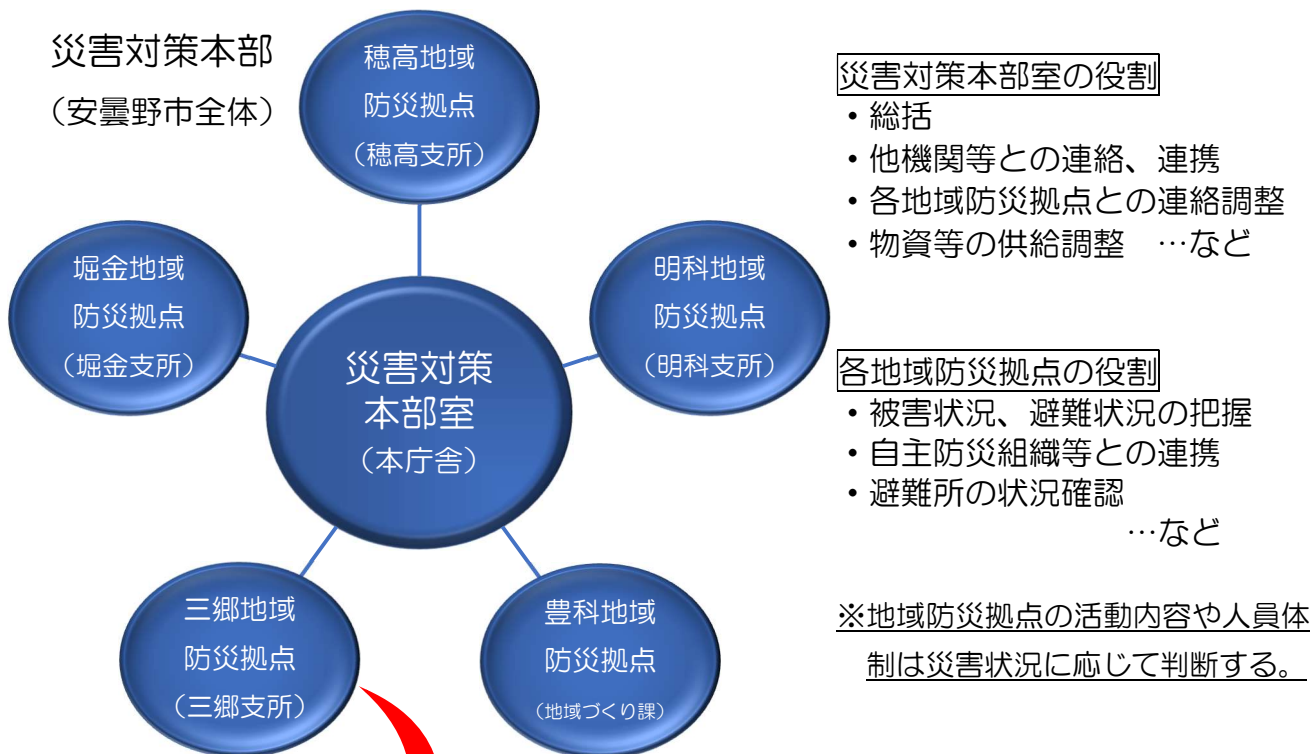 災害対策本部
（安曇野市全体）
穂高地域
防災拠点
（穂高支所）
堀金地域
防災拠点
（堀金支所）
明科地域
防災拠点
（明科支所）
災害対策
本部室
（本庁舎）
三郷地域
防災拠点
（三郷支所）
豊科地域
防災拠点
（地域づくり課）
災害対策本部室の役割
・総括
・他機関等との連絡、連携
・各地域防災拠点との連絡調整
・物資等の供給調整　…など
各地域防災拠点の役割
・被害状況、避難状況の把握
・自主防災組織等との連携
・避難所の状況確認
…など
※地域防災拠点の活動内容や人員体
制は災害状況に応じて判断する。